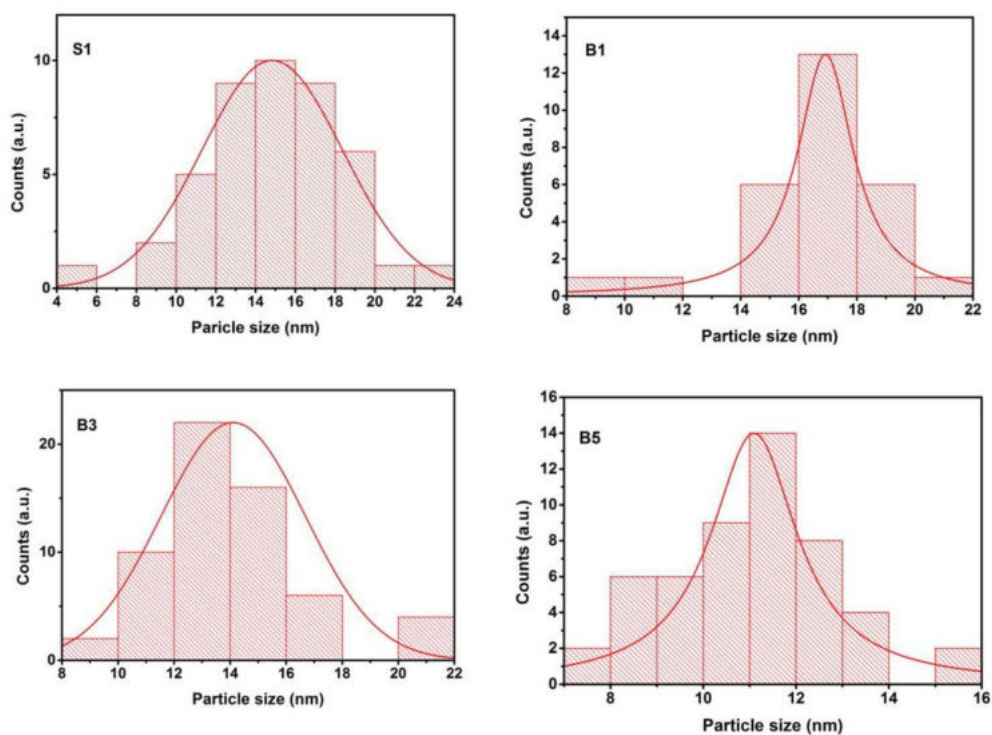 S1
10
5
0
Counts (a.u.)
4 6 8 10 12 14 16 18 20 22 24
Paricle size (nm)
B1
14
12
10
8
6
4
2
0
Counts (a.u.)
8 10 12 14 16 18 20 22
Particle size (nm)
B3
20
10
0
Counts (a.u.)
8 10 12 14 16 18 20 22
Particle size (nm)
B5
16
14
12
10
8
6
4
2
0
Counts (a.u.)
8 10 12 14 16
Particle size (nm)